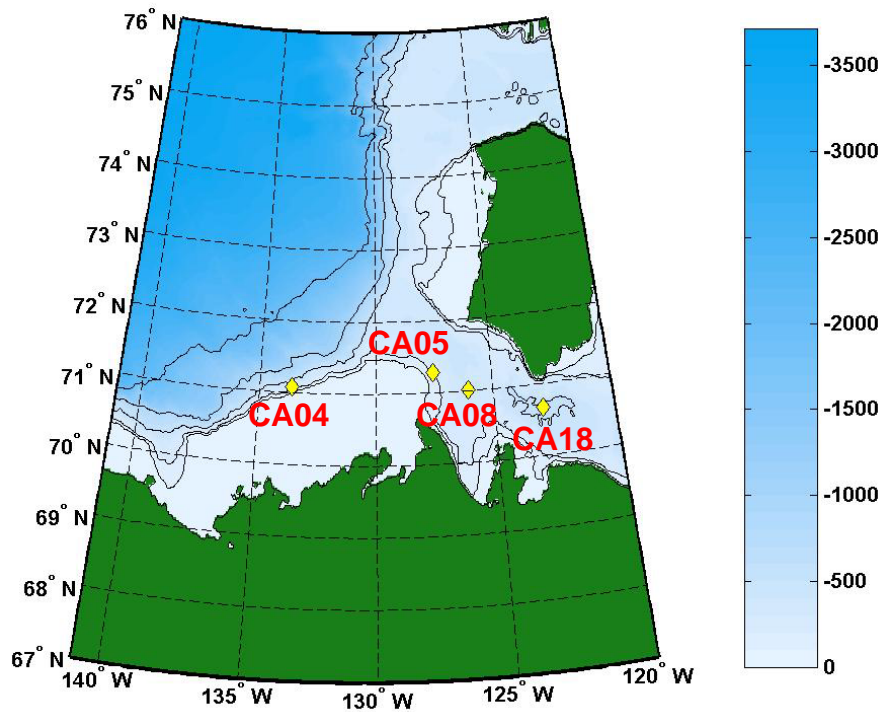 76° N
75° N
74° N
73° N
72° N
71° N
70° N
69° N
68° N
67° N
140° W
135° W
130° W
125° W
120° W
CA05
CA04
CA08
CA18
-3500
-3000
-2500
-2000
-1500
-1000
-500
0